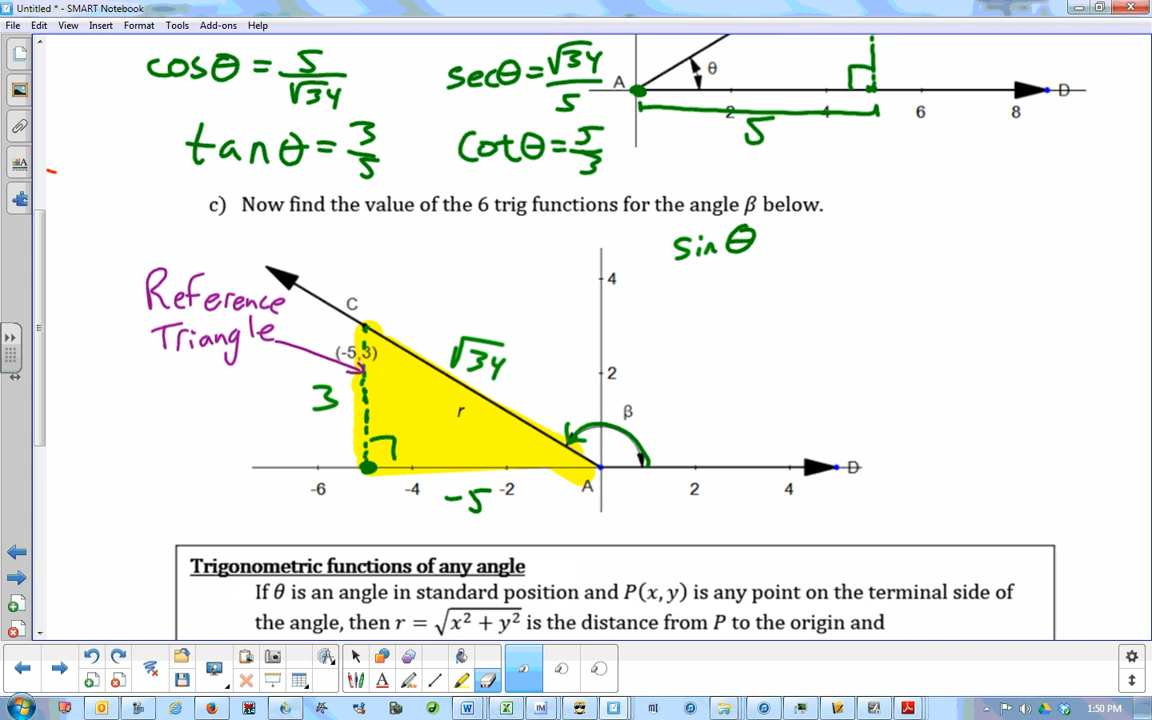 Untitled * - SMART Notebook
File Edit View Insert Format Tools Add-ons Help
cosθ = 5/√34
secθ = √34/5
tanθ = 3/5
cotθ = 5/3
A
θ
D
2 4 6 8
5
c) Now find the value of the 6 trig functions for the angle β below.
sin θ
Reference
Triangle
C
(-5,3)
√34
3
r
β
4
2
-6 -4 -2 A 2 4
D
-5
Trigonometric functions of any angle
If θ is an angle in standard position and P(x, y) is any point on the terminal side of
the angle, then r = √x² + y² is the distance from P to the origin and
1:50 PM